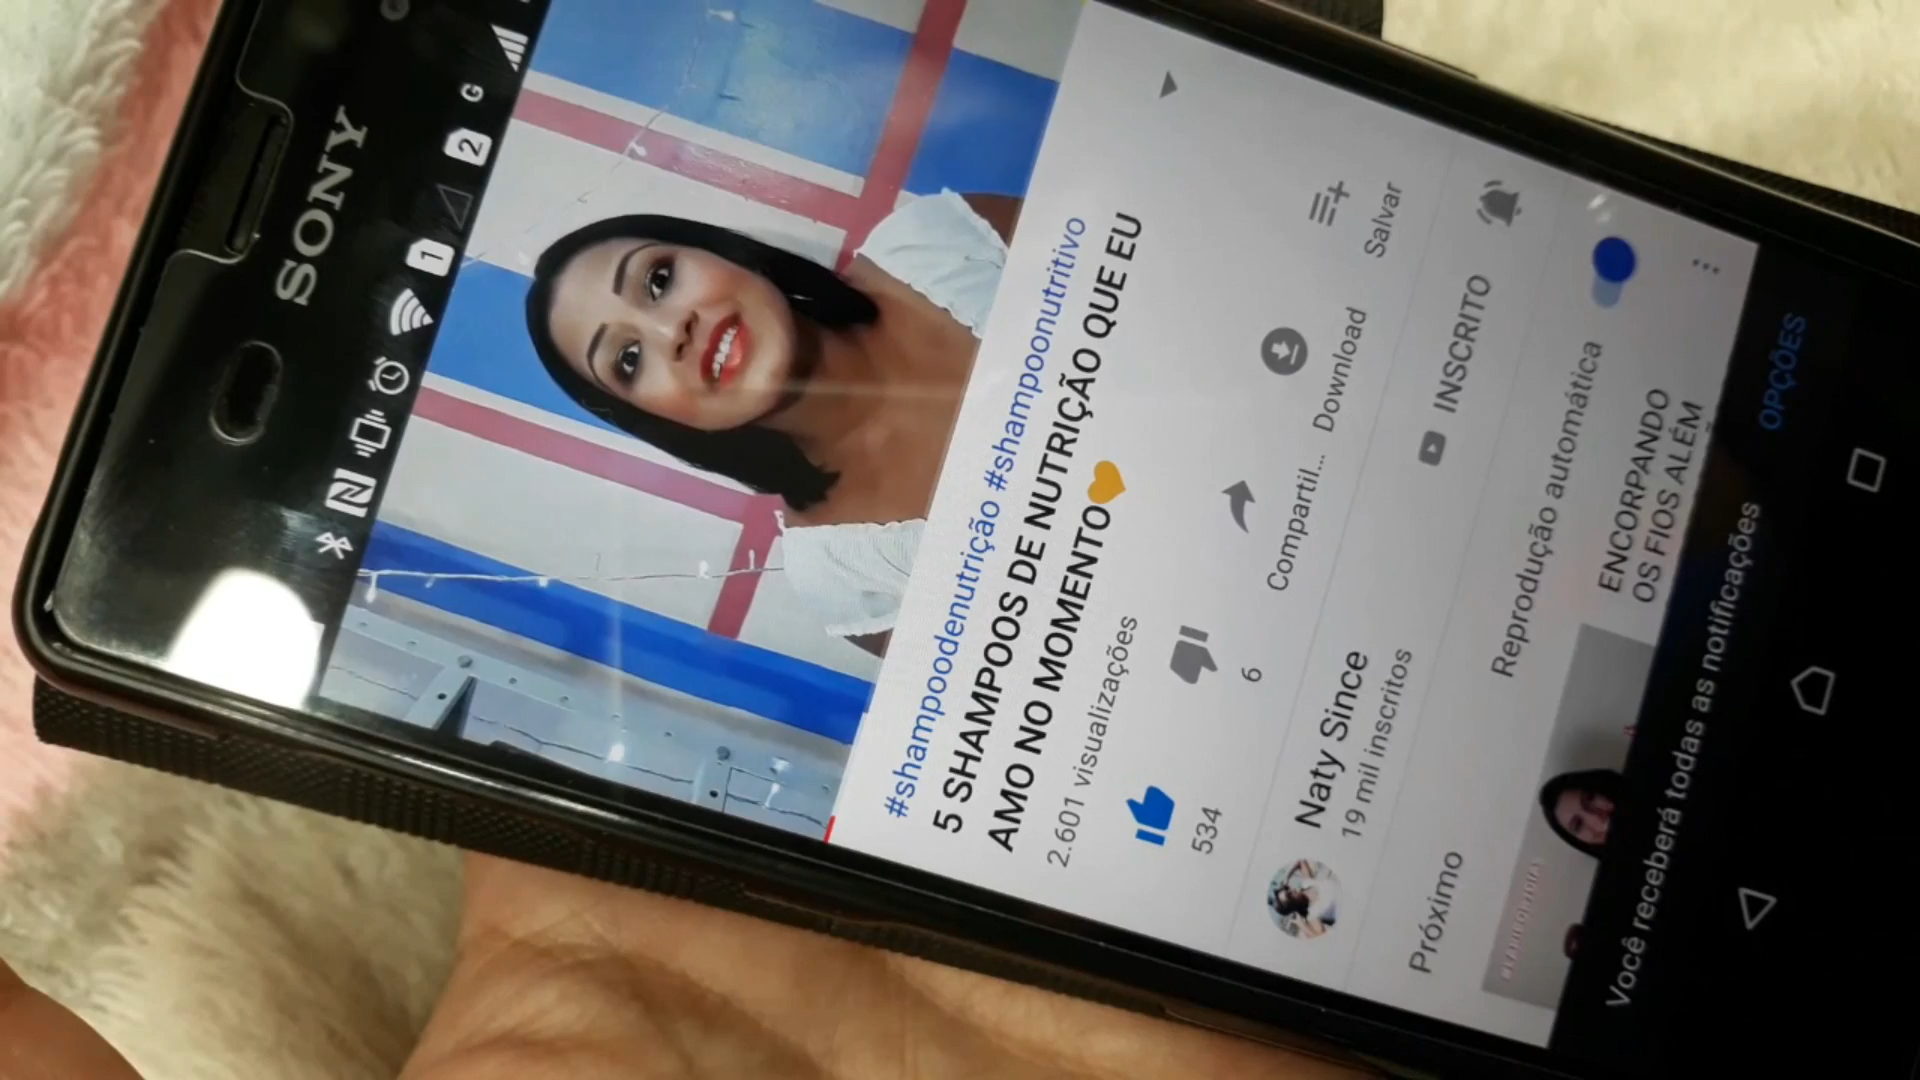 SONY
1
2
G
#shampoodenutrição #shampoonutritivo
5 SHAMPOOS DE NUTRIÇÃO QUE EU
AMO NO MOMENTO
2.601 visualizações
534
6
Compartil...
Download
Salvar
Naty Since
19 mil inscritos
INSCRITO
Próximo
Reprodução automática
ENCORPANDO
OS FIOS ALÉM
Você receberá todas as notificações
OPÇÕES